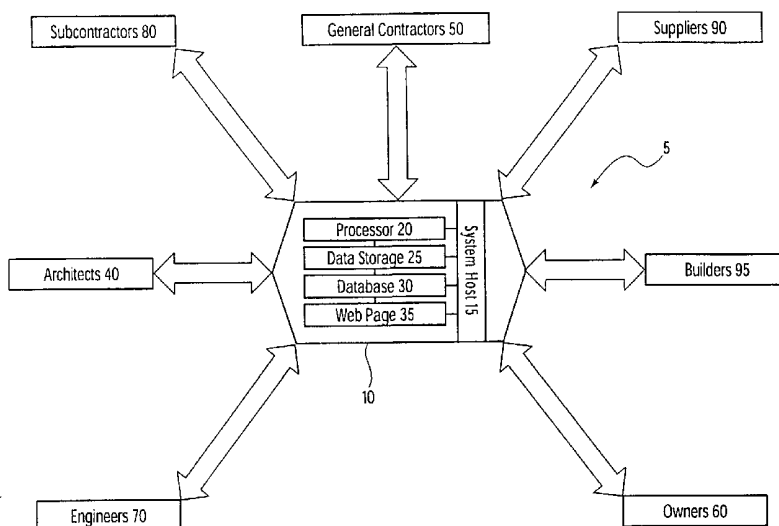 Subcontractors 80
General Contractors 50
Suppliers 90
5
Processor 20
Data Storage 25
Database 30
Web Page 35
System Host 15
Architects 40
Builders 95
10
Engineers 70
Owners 60